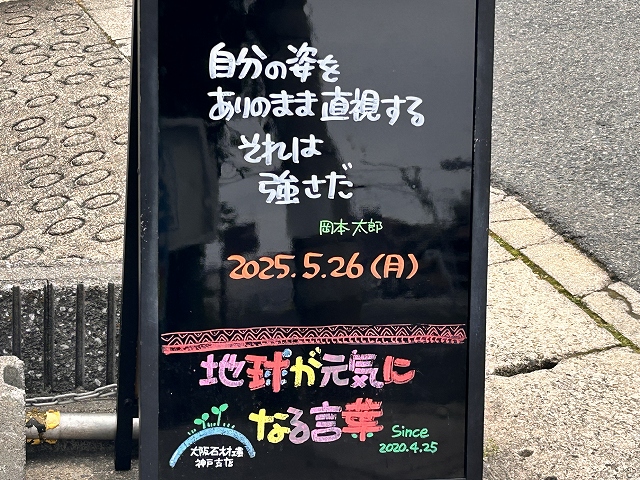 自分の姿を
ありのまま直視する
それは
強さだ
岡本太郎
2025.5.26(月)
地球が元気に
なる言葉
Since
2020.4.25
大阪石材工業
神戸支店